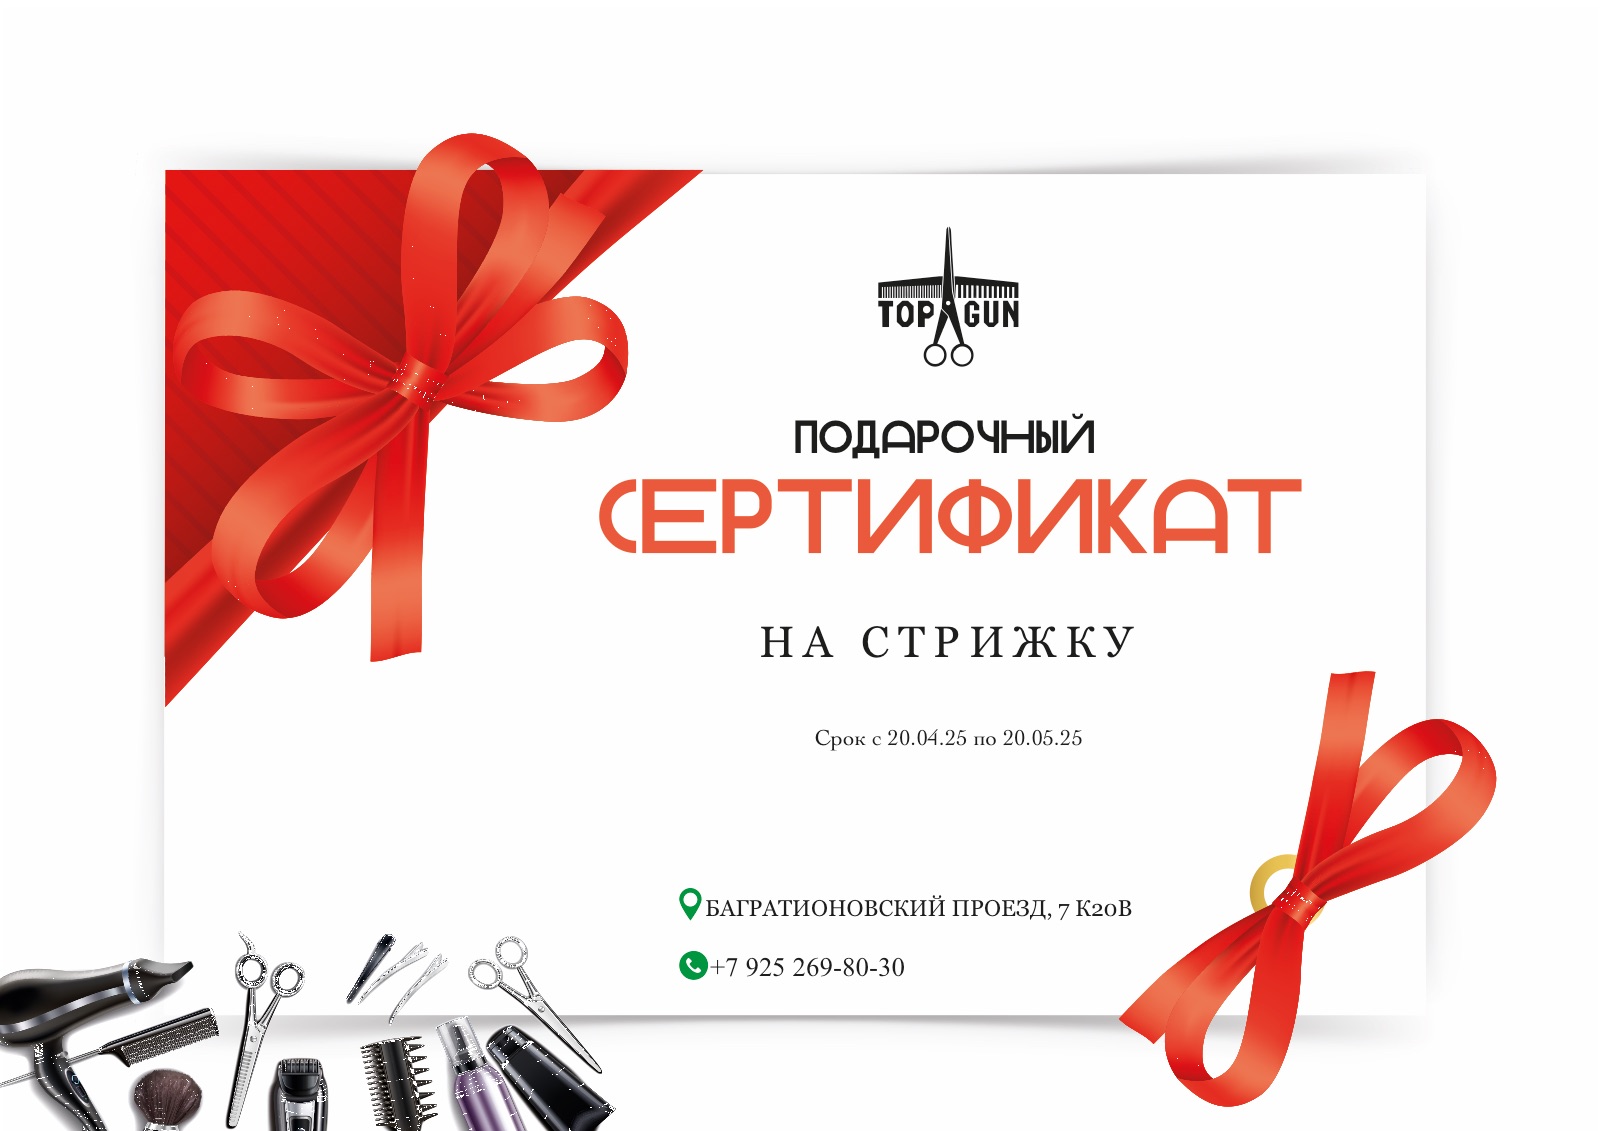 TOP GUN
ПОДАРОЧНЫЙ
СЕРТИФИКАТ
НА СТРИЖКУ
Срок с 20.04.25 по 20.05.25
БАГРАТИОНОВСКИЙ ПРОЕЗД, 7 К20В
+7 925 269-80-30